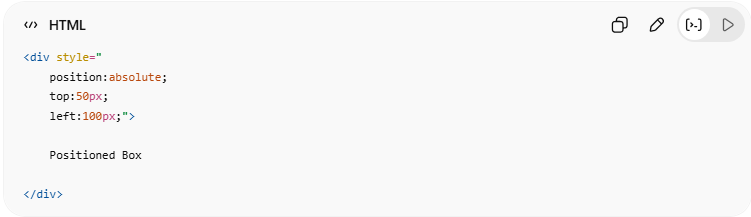 HTML
<div style="
    position:absolute;
    top:50px;
    left:100px;">
    Positioned Box
</div>